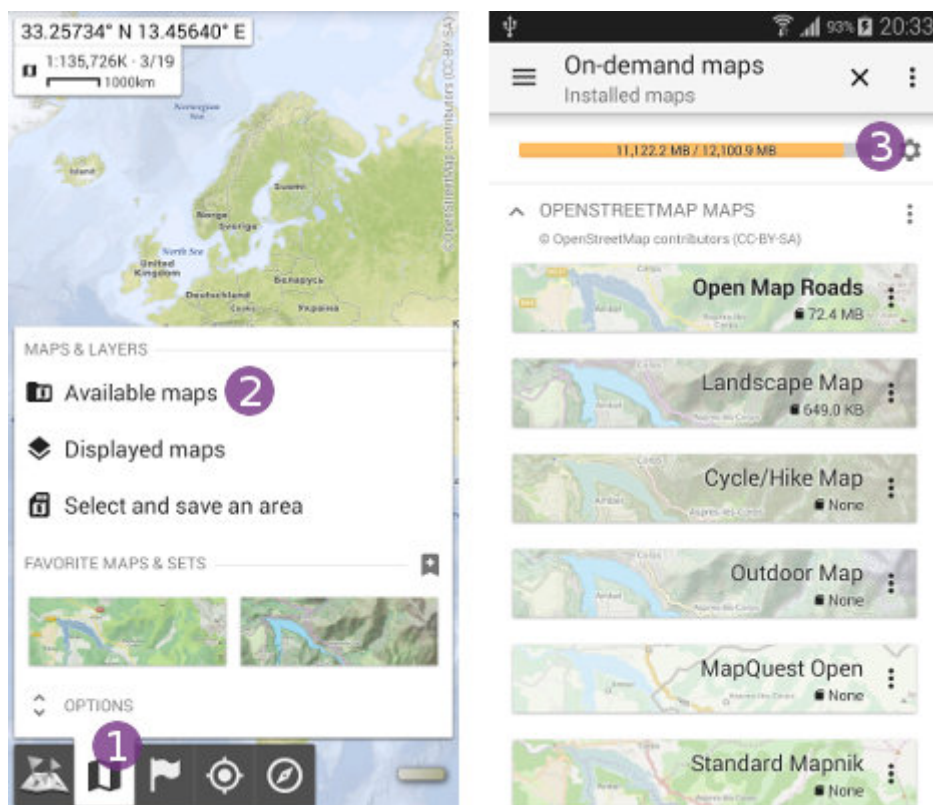 33.25734° N 13.45640° E
1:135,726K - 3/19
1000km
Norwegian
Sea
Island
Suomi
Norge
Sverige
North Sea
United
Kingdom
Беларусь
Deutschland
Česko
Україна
©OpenStreetMap contributors (CC-BY-SA)
MAPS & LAYERS
Available maps 2
Displayed maps
Select and save an area
FAVORITE MAPS & SETS
OPTIONS
1
93% 20:33
On-demand maps
Installed maps
11,122.2 MB / 12,100.9 MB 3
OPENSTREETMAP MAPS
© OpenStreetMap contributors (CC-BY-SA)
Open Map Roads
72.4 MB
Landscape Map
649.0 KB
Cycle/Hike Map
None
Outdoor Map
None
MapQuest Open
None
Standard Mapnik
None